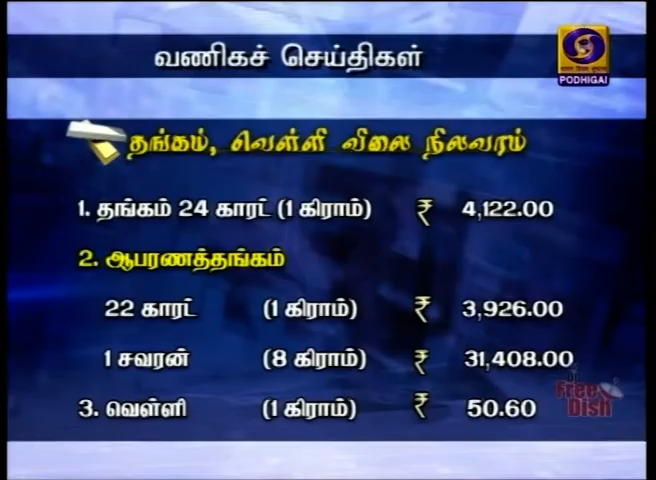 வணிகச் செய்திகள்
PODHIGAI
தங்கம், வெள்ளி விலை நிலவரம்
1. தங்கம் 24 காரட் (1 கிராம்) ₹ 4,122.00
2. ஆபரணத்தங்கம்
22 காரட் (1 கிராம்) ₹ 3,926.00
1 சவரன் (8 கிராம்) ₹ 31,408.00
3. வெள்ளி (1 கிராம்) ₹ 50.60
Free Dish